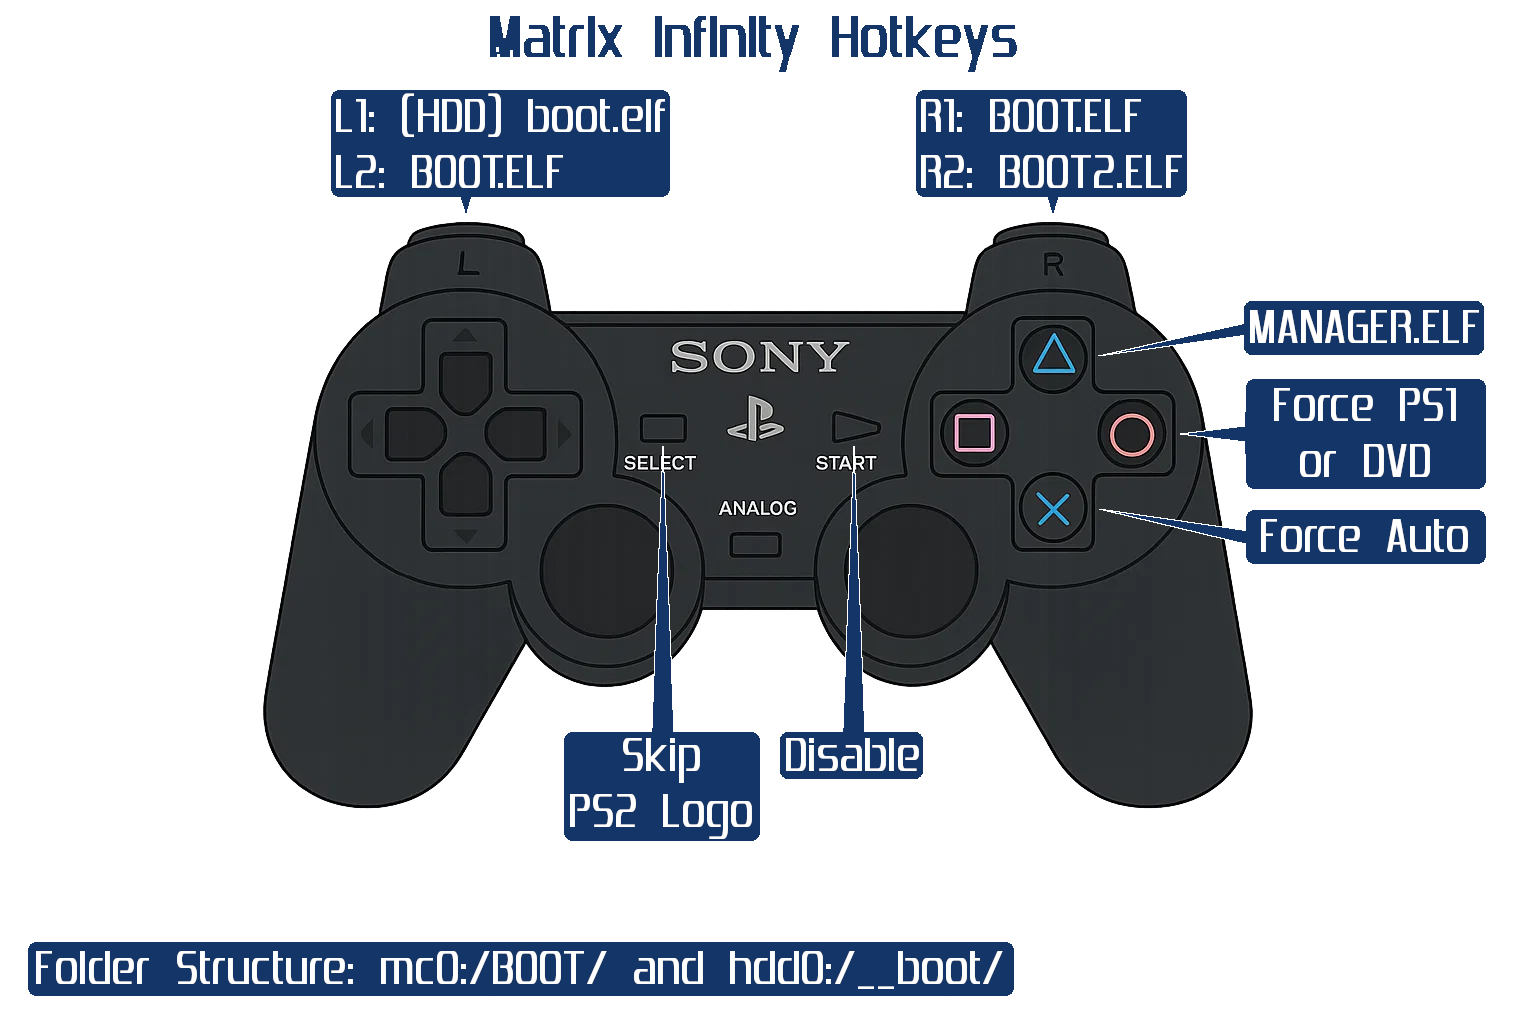 Matrix Infinity Hotkeys
L1: (HDD) boot.elf
L2: BOOT.ELF
R1: BOOT.ELF
R2: BOOT2.ELF
L
R
MANAGER.ELF
SONY
Force PS1
or DVD
SELECT
START
ANALOG
Force Auto
Skip
PS2 Logo
Disable
Folder Structure: mc0:/BOOT/ and hdd0:/__boot/